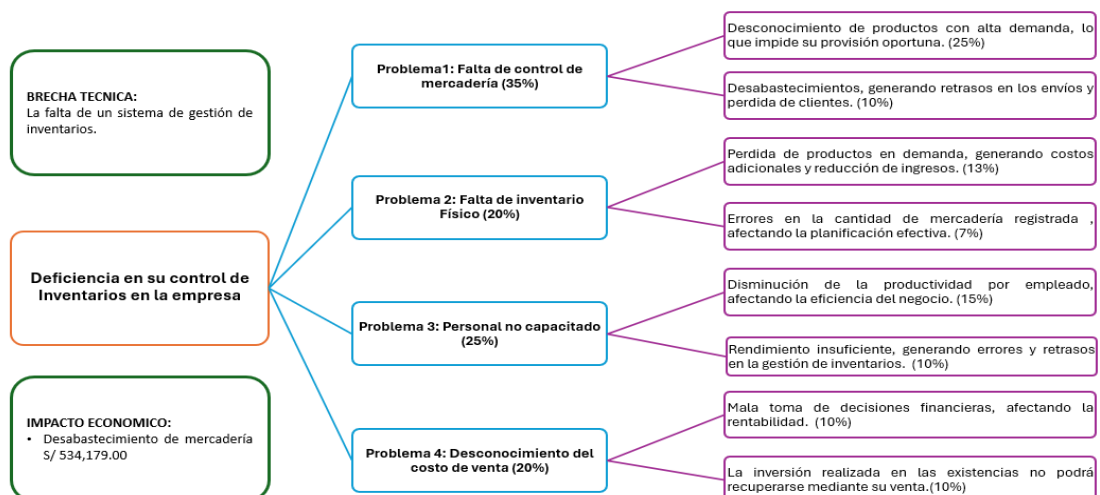 BRECHA TECNICA:
La falta de un sistema de gestión de
inventarios.
Deficiencia en su control de
Inventarios en la empresa
IMPACTO ECONOMICO:
• Desabastecimiento de mercadería
S/ 534,179.00
Problema1: Falta de control de
mercadería (35%)
Problema 2: Falta de inventario
Físico (20%)
Problema 3: Personal no capacitado
(25%)
Problema 4: Desconocimiento del
costo de venta (20%)
Desconocimiento de productos con alta demanda, lo
que impide su provisión oportuna. (25%)
Desabastecimientos, generando retrasos en los envíos y
perdida de clientes. (10%)
Perdida de productos en demanda, generando costos
adicionales y reducción de ingresos. (13%)
Errores en la cantidad de mercadería registrada ,
afectando la planificación efectiva. (7%)
Disminución de la productividad por empleado,
afectando la eficiencia del negocio. (15%)
Rendimiento insuficiente, generando errores y retrasos
en la gestión de inventarios. (10%)
Mala toma de decisiones financieras, afectando la
rentabilidad. (10%)
La inversión realizada en las existencias no podrá
recuperarse mediante su venta.(10%)